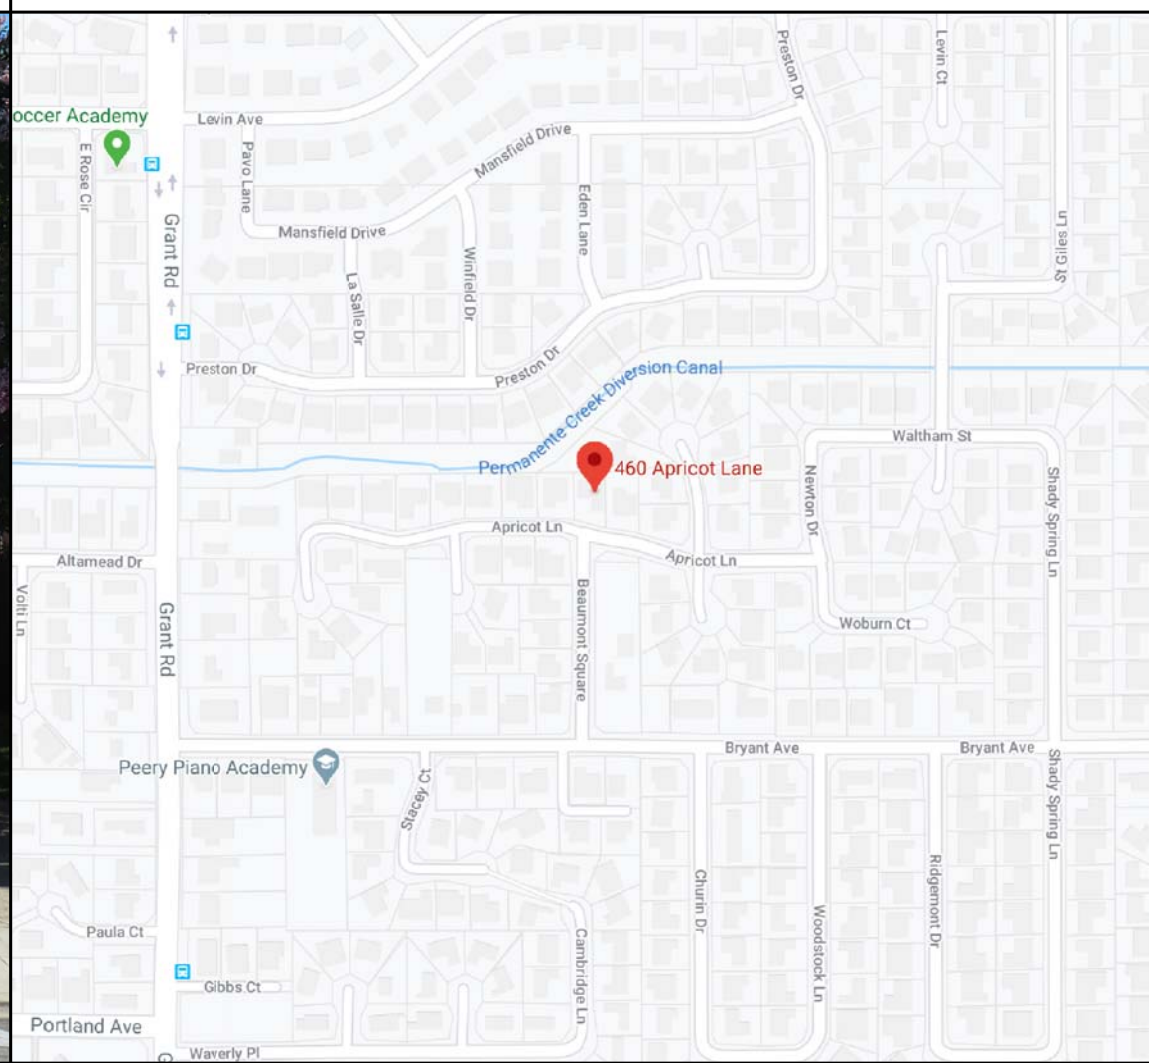 Preston Dr
Levin Ct
occer Academy
Levin Ave
E Rose Cir
Pavo Lane
Mansfield Drive
Eden Lane
Grant Rd
Mansfield Drive
Winfield Dr
La Salle Dr
St Giles Ln
Preston Dr
Preston Dr
Permanente Creek Diversion Canal
Waltham St
460 Apricot Lane
Newton Dr
Shady Spring Ln
Apricot Ln
Apricot Ln
Altamead Dr
Volti Ln
Grant Rd
Beaumont Square
Woburn Ct
Bryant Ave
Bryant Ave
Peery Piano Academy
Stacey Ct
Shady Spring Ln
Churin Dr
Ridgemont Dr
Woodstock Ln
Paula Ct
Cambridge Ln
Gibbs Ct
Portland Ave
Waverly Pl
G